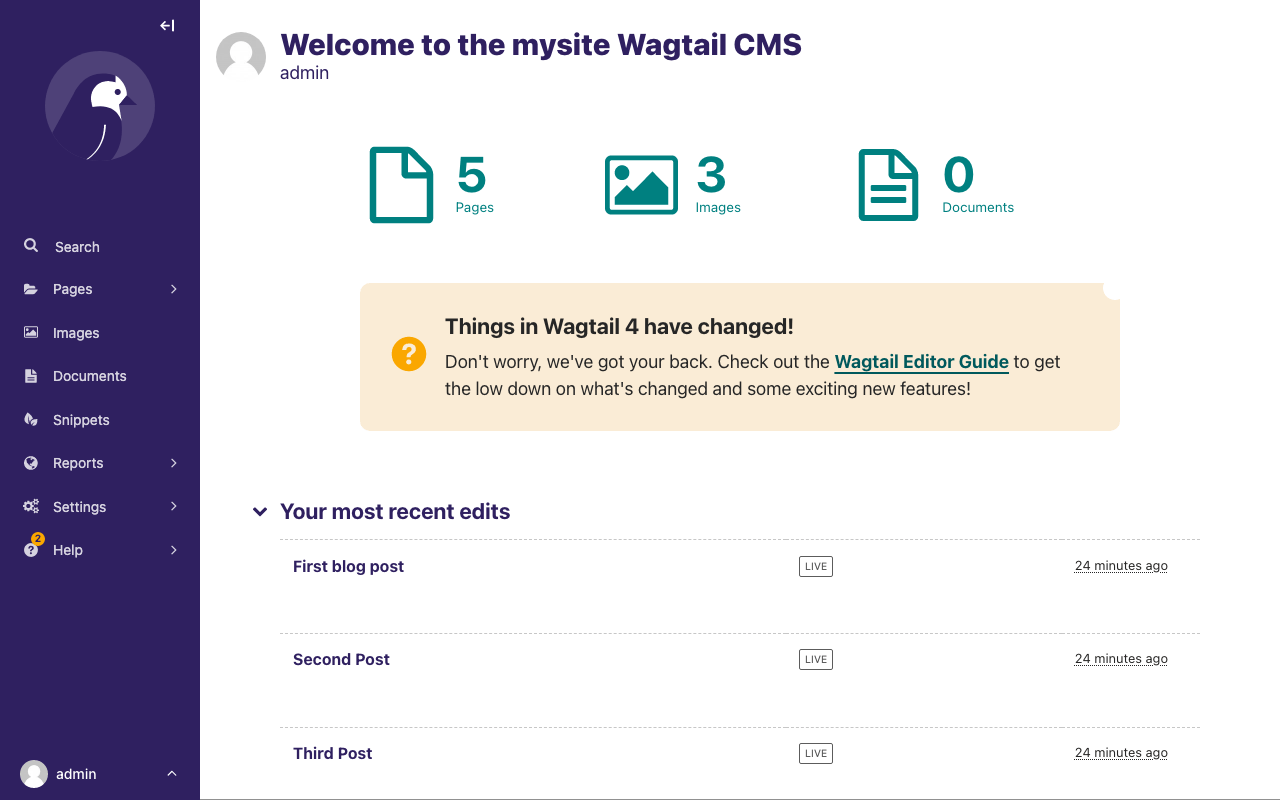 Welcome to the mysite Wagtail CMS
admin
5
Pages
3
Images
0
Documents
Search
Pages
Images
Documents
Snippets
Reports
Settings
2
Help
admin
?
Things in Wagtail 4 have changed!
Don't worry, we've got your back. Check out the Wagtail Editor Guide to get
the low down on what's changed and some exciting new features!
Your most recent edits
First blog post LIVE 24 minutes ago
Second Post LIVE 24 minutes ago
Third Post LIVE 24 minutes ago